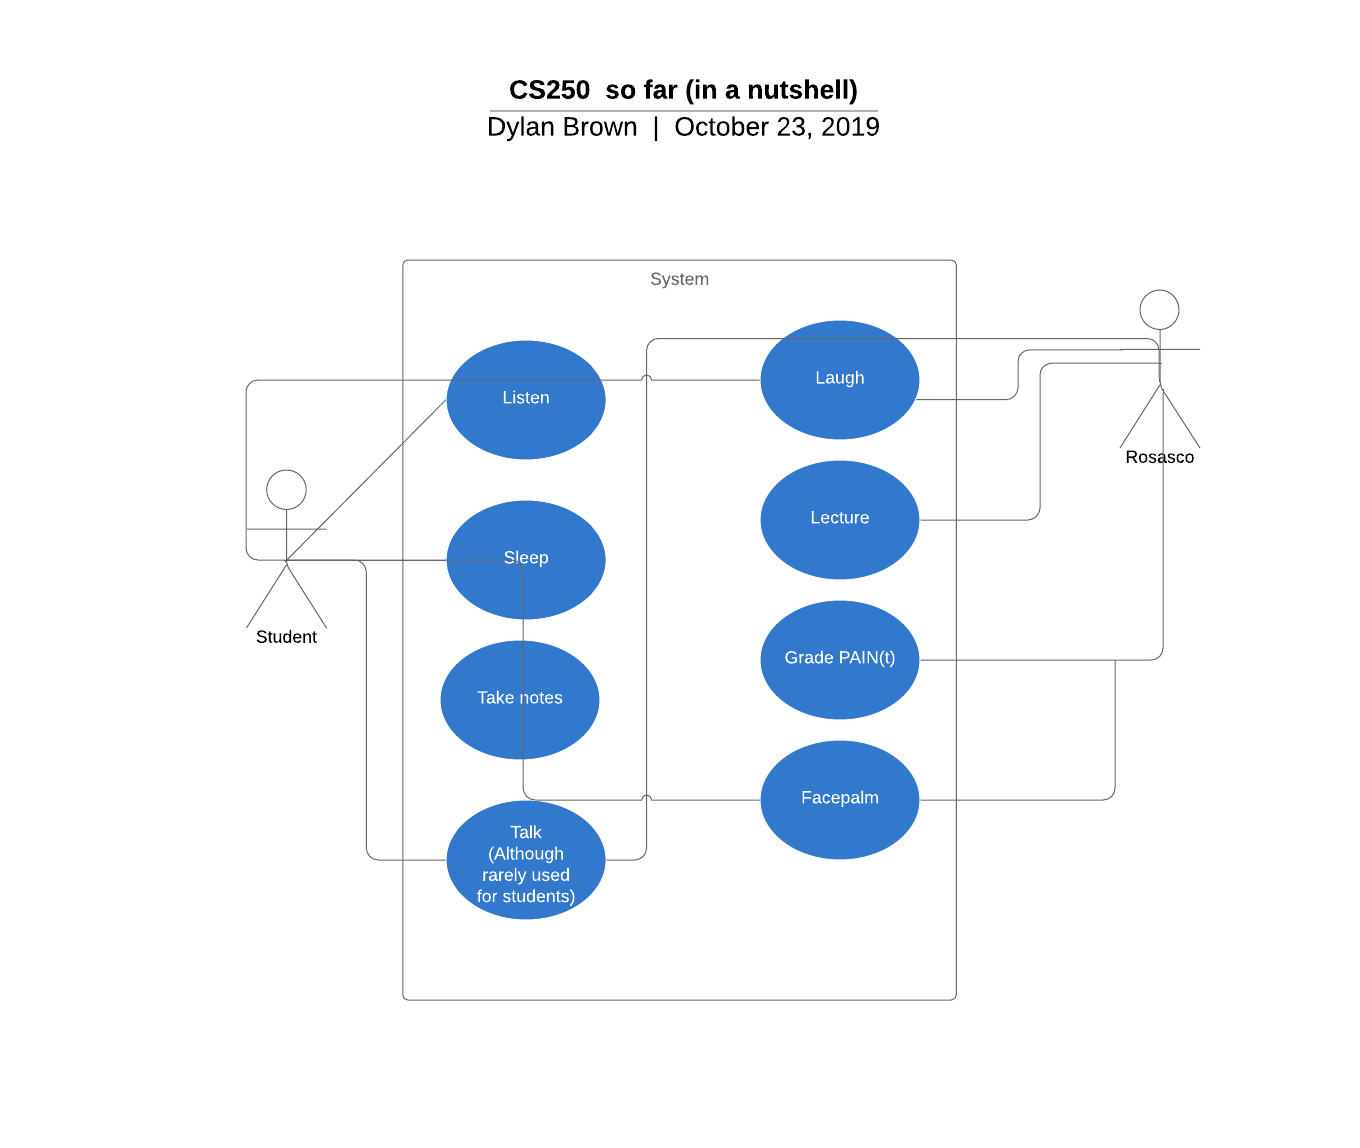 CS250  so far (in a nutshell)
Dylan Brown  |  October 23, 2019
System
Laugh
Listen
Rosasco
Lecture
Sleep
Student
Grade PAIN(t)
Take notes
Facepalm
Talk
(Although
rarely used
for students)